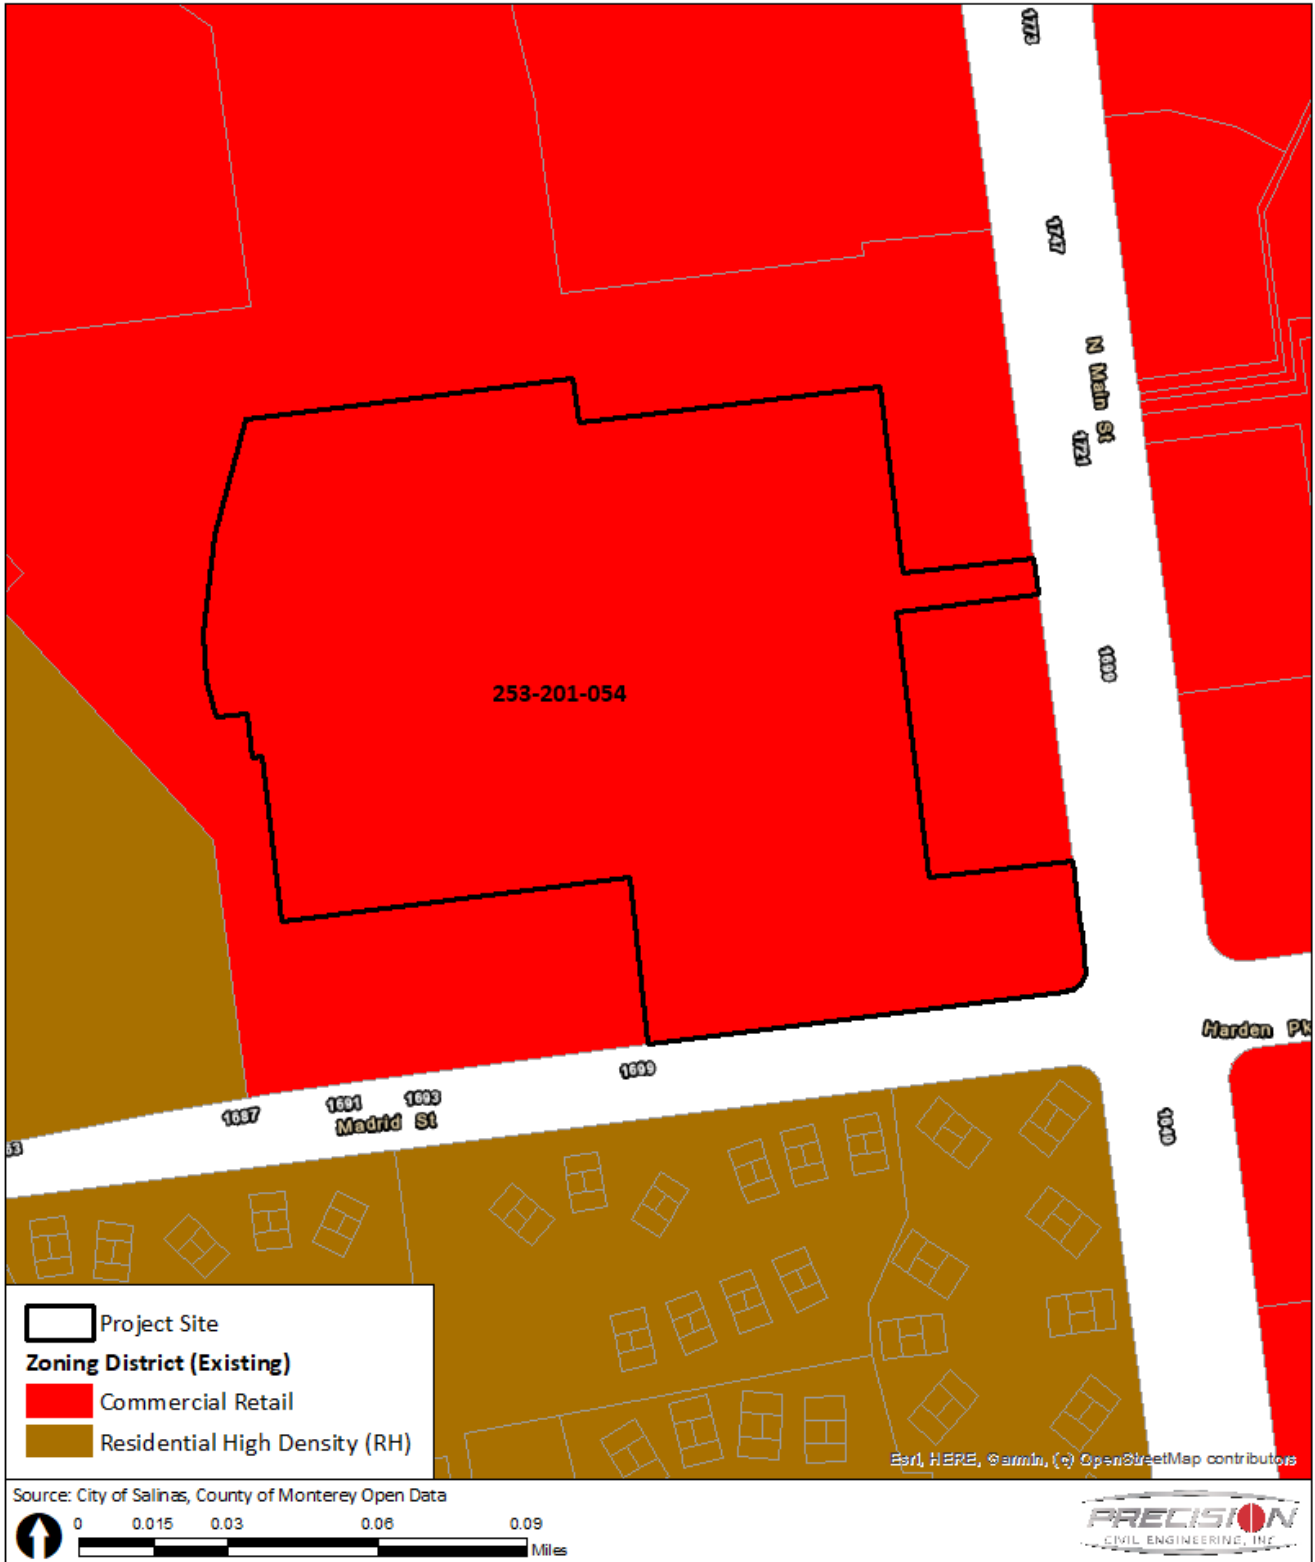 1773
1747
N Main St
1721
1699
253-201-054
Harden Pk
1699
1693
1691
1687
Madrid St
63
1649
Project Site
Zoning District (Existing)
Commercial Retail
Residential High Density (RH)
Esri, HERE, Garmin, (c) OpenStreetMap contributors
Source: City of Salinas, County of Monterey Open Data
0 0.015 0.03 0.06 0.09
Miles
PRECISION
CIVIL ENGINEERING, INC